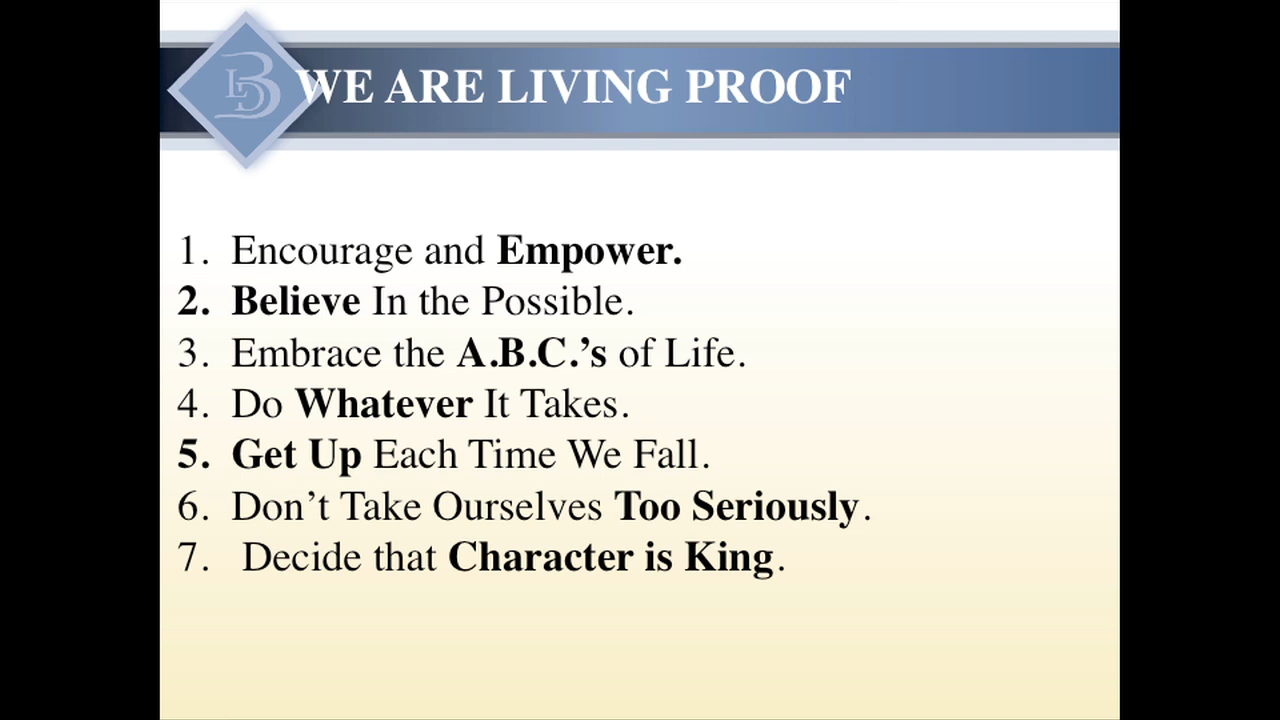 WE ARE LIVING PROOF
1. Encourage and Empower.
2. Believe In the Possible.
3. Embrace the A.B.C.’s of Life.
4. Do Whatever It Takes.
5. Get Up Each Time We Fall.
6. Don’t Take Ourselves Too Seriously.
7. Decide that Character is King.